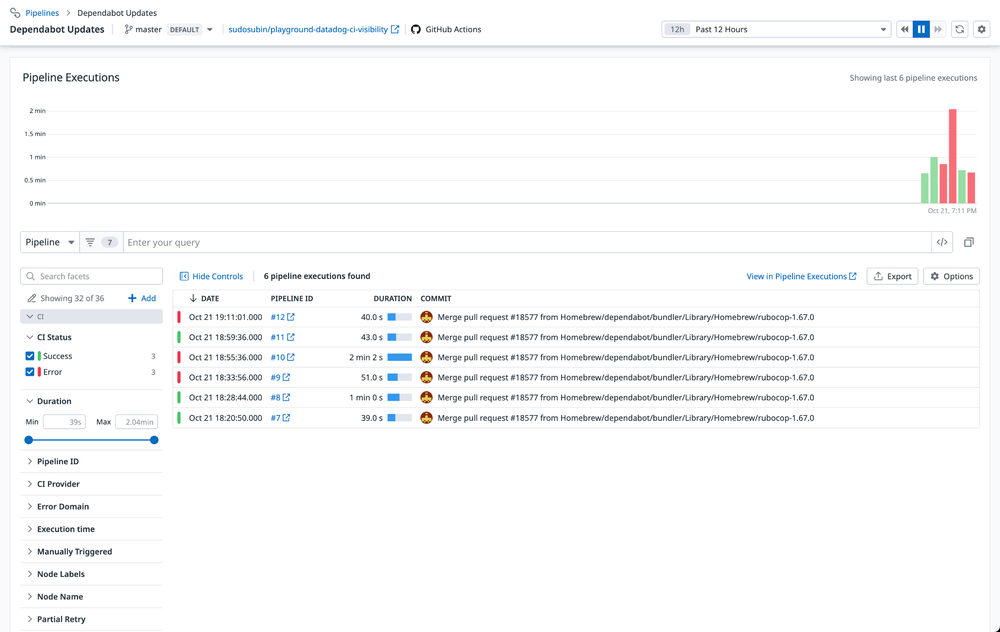 Pipelines > Dependabot Updates
Dependabot Updates master DEFAULT sudosubin/playground-datadog-ci-visibility GitHub Actions 12h Past 12 Hours
Pipeline Executions Showing last 6 pipeline executions
2 min
1.5 min
1 min
0.5 min
0 min
Oct 21, 7:11 PM
Pipeline 7 Enter your query </>
Search facets Hide Controls 6 pipeline executions found View in Pipeline Executions Export Options
Showing 32 of 36 + Add
CI
CI Status
Success 3
Error 3
Duration
Min 39s Max 2.04min
Pipeline ID
CI Provider
Error Domain
Execution time
Manually Triggered
Node Labels
Node Name
Partial Retry
DATE PIPELINE ID DURATION COMMIT
Oct 21 19:11:01.000 #12 40.0 s Merge pull request #18577 from Homebrew/dependabot/bundler/Library/Homebrew/rubocop-1.67.0
Oct 21 18:59:36.000 #11 43.0 s Merge pull request #18577 from Homebrew/dependabot/bundler/Library/Homebrew/rubocop-1.67.0
Oct 21 18:55:36.000 #10 2 min 2 s Merge pull request #18577 from Homebrew/dependabot/bundler/Library/Homebrew/rubocop-1.67.0
Oct 21 18:33:56.000 #9 51.0 s Merge pull request #18577 from Homebrew/dependabot/bundler/Library/Homebrew/rubocop-1.67.0
Oct 21 18:28:44.000 #8 1 min 0 s Merge pull request #18577 from Homebrew/dependabot/bundler/Library/Homebrew/rubocop-1.67.0
Oct 21 18:20:50.000 #7 39.0 s Merge pull request #18577 from Homebrew/dependabot/bundler/Library/Homebrew/rubocop-1.67.0